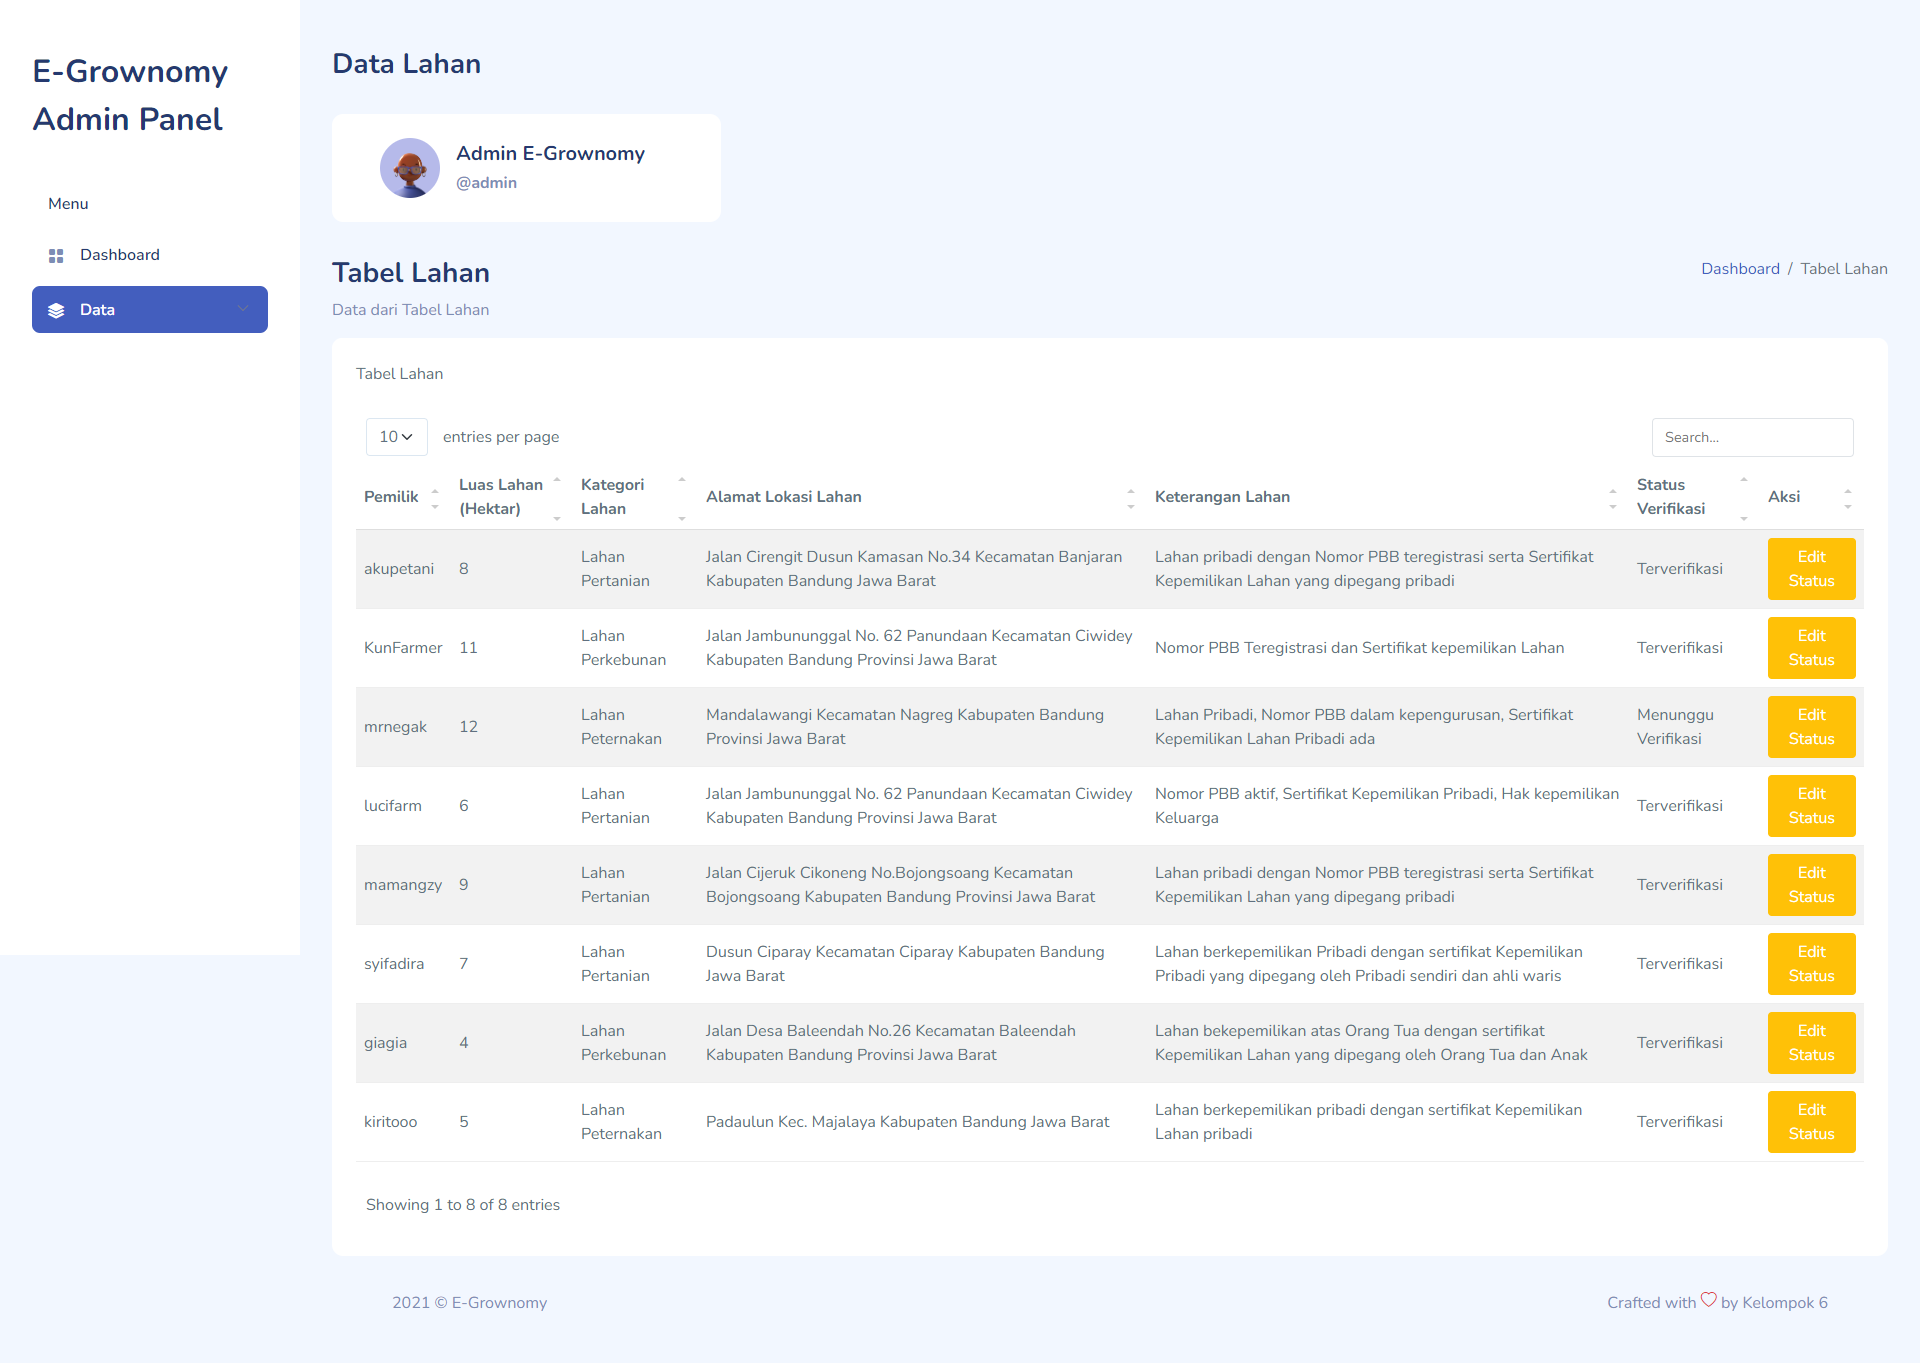 E-Grownomy
Admin Panel
Menu
Dashboard
Data
Data Lahan
Admin E-Grownomy
@admin
Tabel Lahan
Data dari Tabel Lahan
Dashboard / Tabel Lahan
Tabel Lahan
10 entries per page
Search...
Pemilik
Luas Lahan
(Hektar)
Kategori
Lahan
Alamat Lokasi Lahan
Keterangan Lahan
Status
Verifikasi
Aksi
akupetani
8
Lahan
Pertanian
Jalan Cirengit Dusun Kamasan No.34 Kecamatan Banjaran
Kabupaten Bandung Jawa Barat
Lahan pribadi dengan Nomor PBB teregistrasi serta Sertifikat
Kepemilikan Lahan yang dipegang pribadi
Terverifikasi
Edit
Status
KunFarmer
11
Lahan
Perkebunan
Jalan Jambununggal No. 62 Panundaan Kecamatan Ciwidey
Kabupaten Bandung Provinsi Jawa Barat
Nomor PBB Teregistrasi dan Sertifikat kepemilikan Lahan
Terverifikasi
Edit
Status
mrnegak
12
Lahan
Peternakan
Mandalawangi Kecamatan Nagreg Kabupaten Bandung
Provinsi Jawa Barat
Lahan Pribadi, Nomor PBB dalam kepengurusan, Sertifikat
Kepemilikan Lahan Pribadi ada
Menunggu
Verifikasi
Edit
Status
lucifarm
6
Lahan
Pertanian
Jalan Jambununggal No. 62 Panundaan Kecamatan Ciwidey
Kabupaten Bandung Provinsi Jawa Barat
Nomor PBB aktif, Sertifikat Kepemilikan Pribadi, Hak kepemilikan
Keluarga
Terverifikasi
Edit
Status
mamangzy
9
Lahan
Pertanian
Jalan Cijeruk Cikoneng No.Bojongsoang Kecamatan
Bojongsoang Kabupaten Bandung Provinsi Jawa Barat
Lahan pribadi dengan Nomor PBB teregistrasi serta Sertifikat
Kepemilikan Lahan yang dipegang pribadi
Terverifikasi
Edit
Status
syifadira
7
Lahan
Pertanian
Dusun Ciparay Kecamatan Ciparay Kabupaten Bandung
Jawa Barat
Lahan berkepemilikan Pribadi dengan sertifikat Kepemilikan
Pribadi yang dipegang oleh Pribadi sendiri dan ahli waris
Terverifikasi
Edit
Status
giagia
4
Lahan
Perkebunan
Jalan Desa Baleendah No.26 Kecamatan Baleendah
Kabupaten Bandung Provinsi Jawa Barat
Lahan bekepemilikan atas Orang Tua dengan sertifikat
Kepemilikan Lahan yang dipegang oleh Orang Tua dan Anak
Terverifikasi
Edit
Status
kiritooo
5
Lahan
Peternakan
Padaulun Kec. Majalaya Kabupaten Bandung Jawa Barat
Lahan berkepemilikan pribadi dengan sertifikat Kepemilikan
Lahan pribadi
Terverifikasi
Edit
Status
Showing 1 to 8 of 8 entries
2021 © E-Grownomy
Crafted with ♡ by Kelompok 6